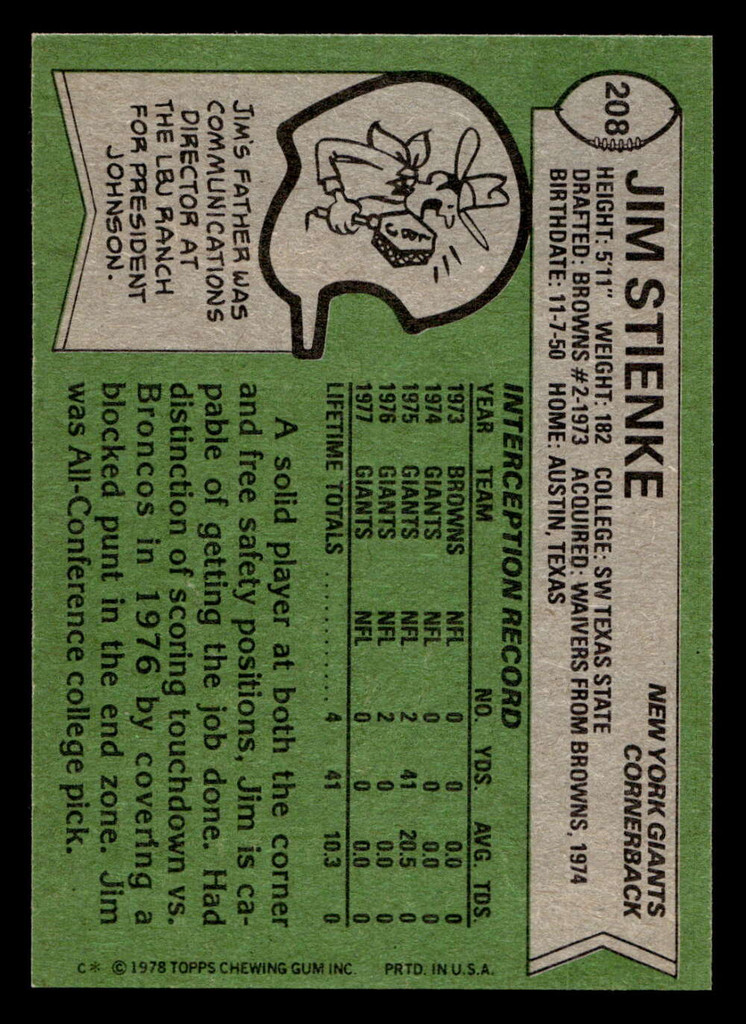 208
JIM STIENKE
NEW YORK GIANTS
CORNERBACK
HEIGHT: 5'11" WEIGHT: 182 COLLEGE: SW TEXAS STATE
DRAFTED: BROWNS #2-1973 ACQUIRED: WAIVERS FROM BROWNS, 1974
BIRTHDATE: 11-7-50 HOME: AUSTIN, TEXAS
JIM'S FATHER WAS
COMMUNICATIONS
DIRECTOR AT
THE LBJ RANCH
FOR PRESIDENT
JOHNSON.
INTERCEPTION RECORD
YEAR TEAM NO. YDS. AVG. TDS.
1973 BROWNS NFL 0 0 0.0 0
1974 GIANTS NFL 0 0 0.0 0
1975 GIANTS NFL 2 41 20.5 0
1976 GIANTS NFL 2 0 0.0 0
1977 GIANTS NFL 0 0 0.0 0
LIFETIME TOTALS ............ 4 41 10.3 0
A solid player at both the corner
and free safety positions, Jim is ca-
pable of getting the job done. Had
distinction of scoring touchdown vs.
Broncos in 1976 by covering a
blocked punt in the end zone. Jim
was All-Conference college pick.
C* © 1978 TOPPS CHEWING GUM INC. PRTD. IN U.S.A.